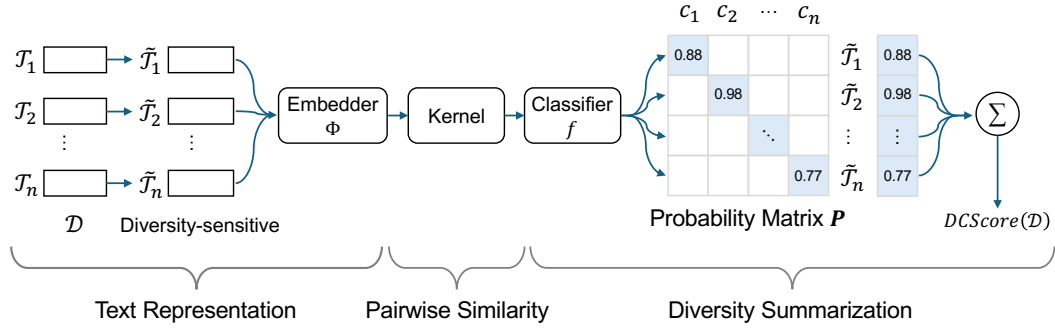 c₁ c₂ ⋯ cₙ
𝒯₁ 𝒯̃₁ 0.88 𝒯̃₁ 0.88
𝒯₂ 𝒯̃₂ Embedder Φ Kernel Classifier f 0.98 𝒯̃₂ 0.98 ∑
⋮ ⋮ ⋱ ⋮ ⋮
𝒯ₙ 𝒯̃ₙ 0.77 𝒯̃ₙ 0.77
𝒟 Diversity-sensitive Probability Matrix P DCScore(𝒟)
Text Representation Pairwise Similarity Diversity Summarization